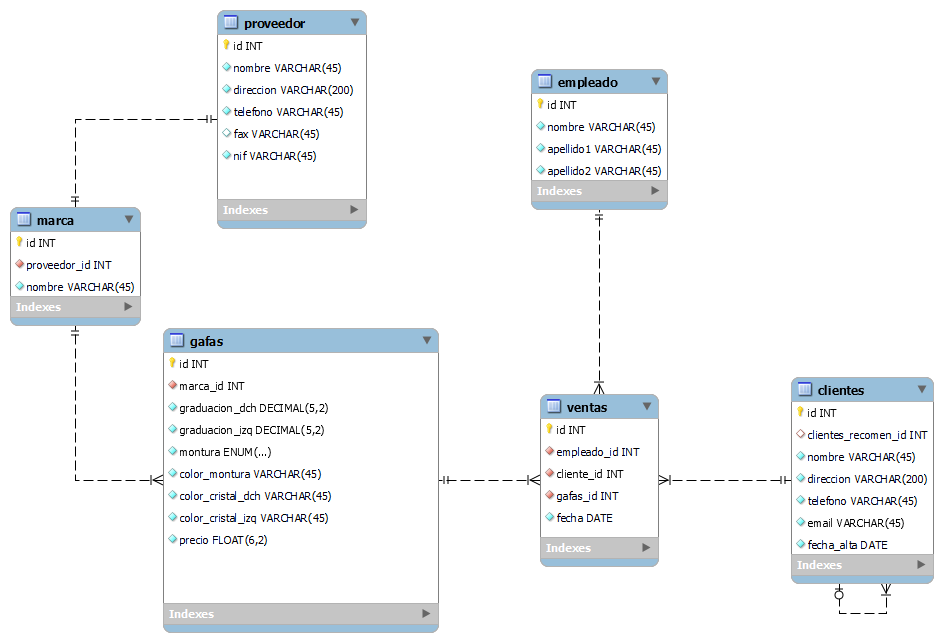 proveedor
id INT
nombre VARCHAR(45)
direccion VARCHAR(200)
telefono VARCHAR(45)
fax VARCHAR(45)
nif VARCHAR(45)
Indexes
empleado
id INT
nombre VARCHAR(45)
apellido1 VARCHAR(45)
apellido2 VARCHAR(45)
Indexes
marca
id INT
proveedor_id INT
nombre VARCHAR(45)
Indexes
gafas
id INT
marca_id INT
graduacion_dch DECIMAL(5,2)
graduacion_izq DECIMAL(5,2)
montura ENUM(...)
color_montura VARCHAR(45)
color_cristal_dch VARCHAR(45)
color_cristal_izq VARCHAR(45)
precio FLOAT(6,2)
Indexes
ventas
id INT
empleado_id INT
cliente_id INT
gafas_id INT
fecha DATE
Indexes
clientes
id INT
clientes_recomen_id INT
nombre VARCHAR(45)
direccion VARCHAR(200)
telefono VARCHAR(45)
email VARCHAR(45)
fecha_alta DATE
Indexes